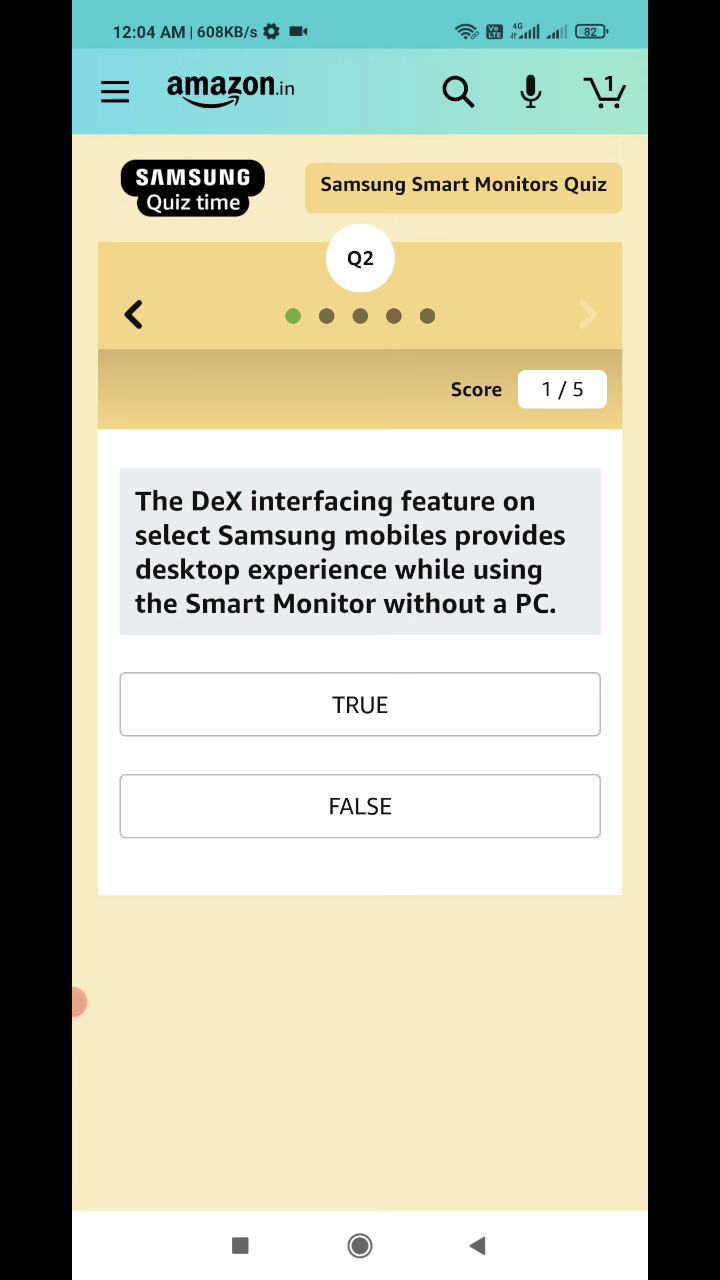 12:04 AM | 608KB/s 4G 82
amazon.in
1
SAMSUNG
Quiz time
Samsung Smart Monitors Quiz
Q2
Score 1 / 5
The DeX interfacing feature on
select Samsung mobiles provides
desktop experience while using
the Smart Monitor without a PC.
TRUE
FALSE